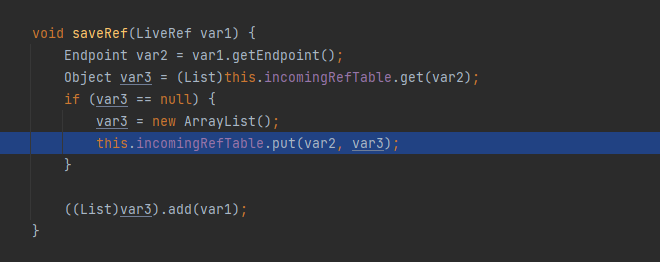 void saveRef(LiveRef var1) {
Endpoint var2 = var1.getEndpoint();
Object var3 = (List)this.incomingRefTable.get(var2);
if (var3 == null) {
var3 = new ArrayList();
this.incomingRefTable.put(var2, var3);
}
((List)var3).add(var1);
}